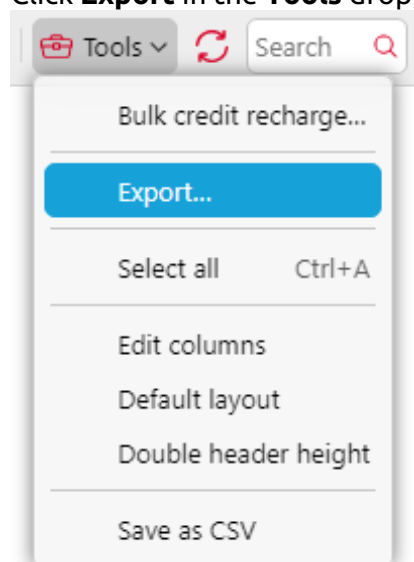 Click Export in the Tools drop
Tools Search
Bulk credit recharge...
Export...
Select all Ctrl+A
Edit columns
Default layout
Double header height
Save as CSV